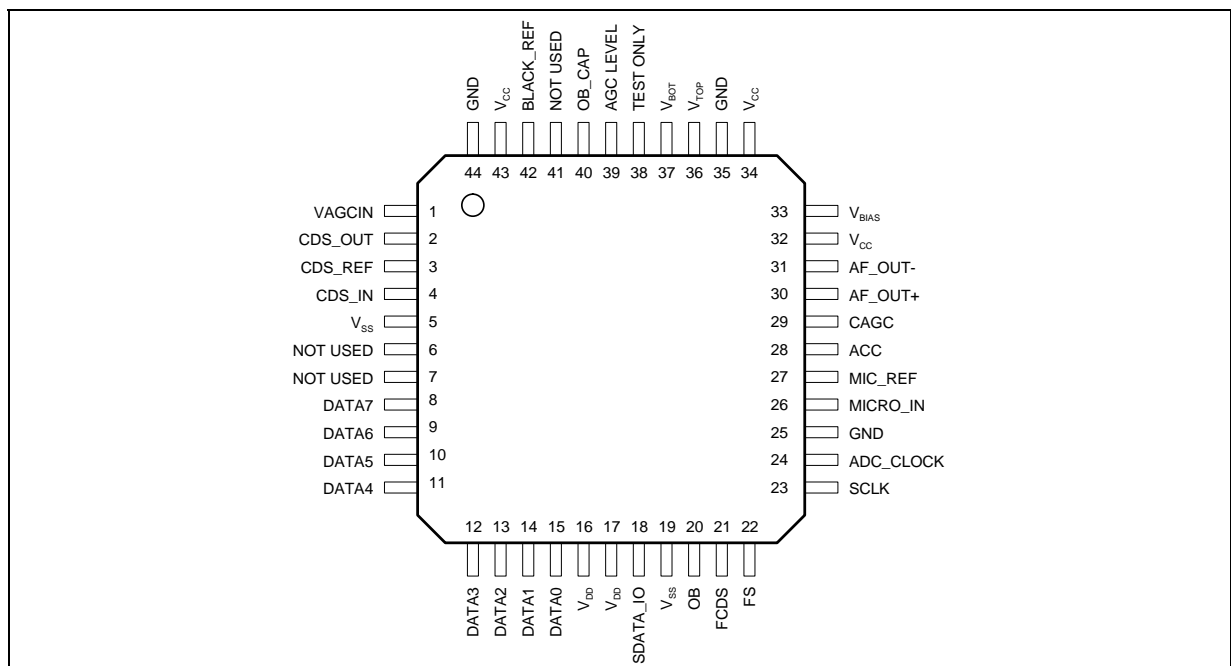 GND
VCC
BLACK_REF
NOT USED
OB_CAP
AGC LEVEL
TEST ONLY
VBOT
VTOP
GND
VCC
44 43 42 41 40 39 38 37 36 35 34
VAGCIN 1
CDS_OUT 2
CDS_REF 3
CDS_IN 4
VSS 5
NOT USED 6
NOT USED 7
DATA7 8
DATA6 9
DATA5 10
DATA4 11
33 VBIAS
32 VCC
31 AF_OUT-
30 AF_OUT+
29 CAGC
28 ACC
27 MIC_REF
26 MICRO_IN
25 GND
24 ADC_CLOCK
23 SCLK
12 13 14 15 16 17 18 19 20 21 22
DATA3
DATA2
DATA1
DATA0
VDD
VDD
SDATA_IO
VSS
OB
FCDS
FS